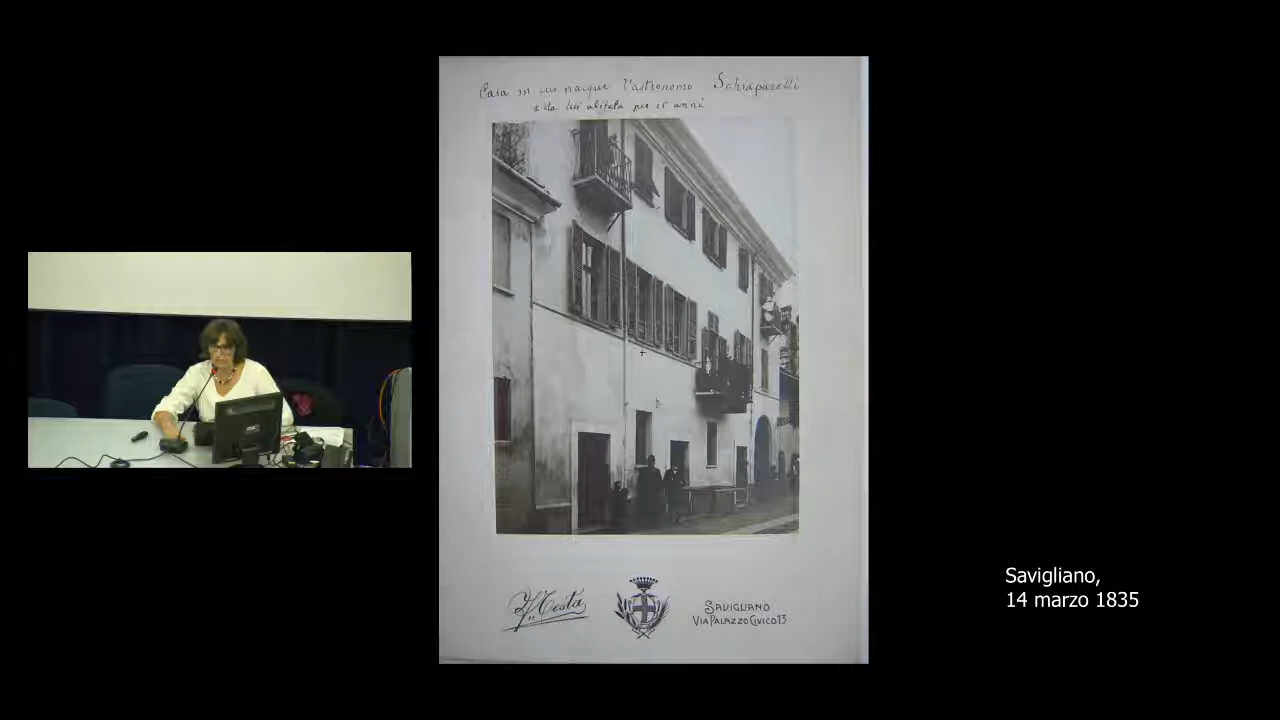 Casa in cui nacque l'astronomo Schiaparelli
e da lui abitata per 15 anni
Testa
SAVIGLIANO
VIA PALAZZO CIVICO 13
Savigliano,
14 marzo 1835